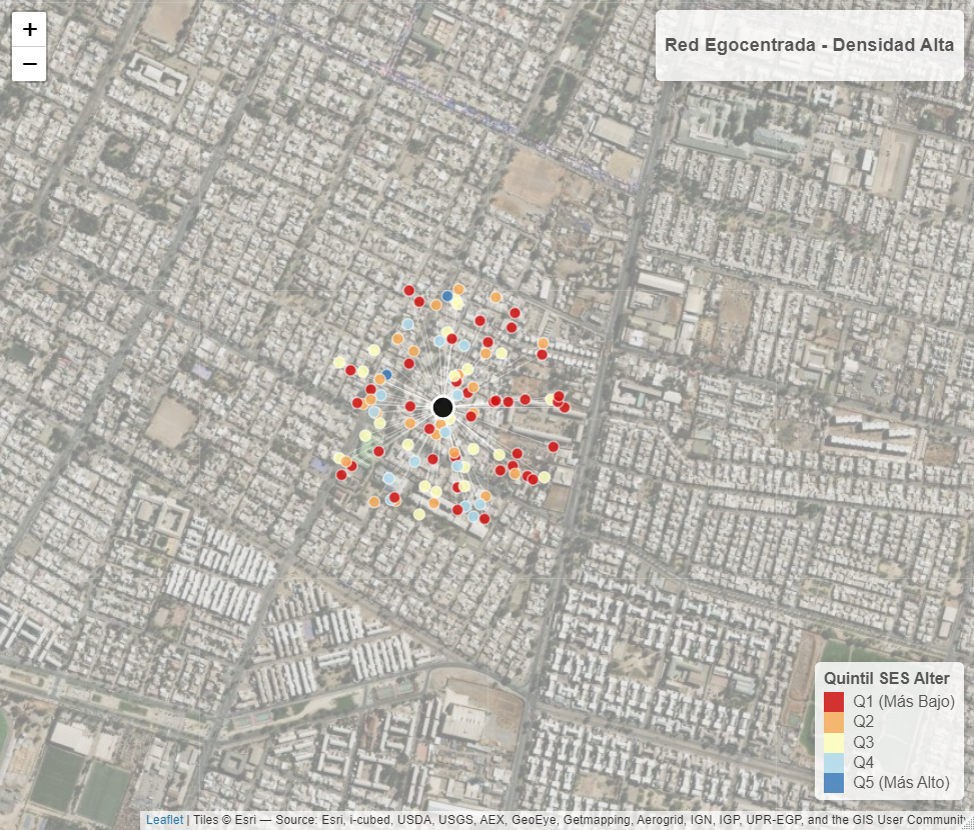 +
−
Red Egocentrada - Densidad Alta
Quintil SES Alter
Q1 (Más Bajo)
Q2
Q3
Q4
Q5 (Más Alto)
Leaflet | Tiles © Esri — Source: Esri, i-cubed, USDA, USGS, AEX, GeoEye, Getmapping, Aerogrid, IGN, IGP, UPR-EGP, and the GIS User Community